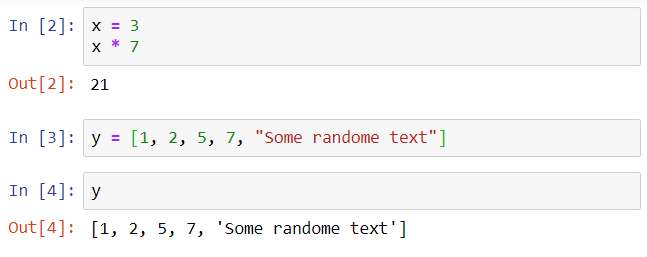 In [2]: x = 3
x * 7
Out[2]: 21
In [3]: y = [1, 2, 5, 7, "Some randome text"]
In [4]: y
Out[4]: [1, 2, 5, 7, 'Some randome text']